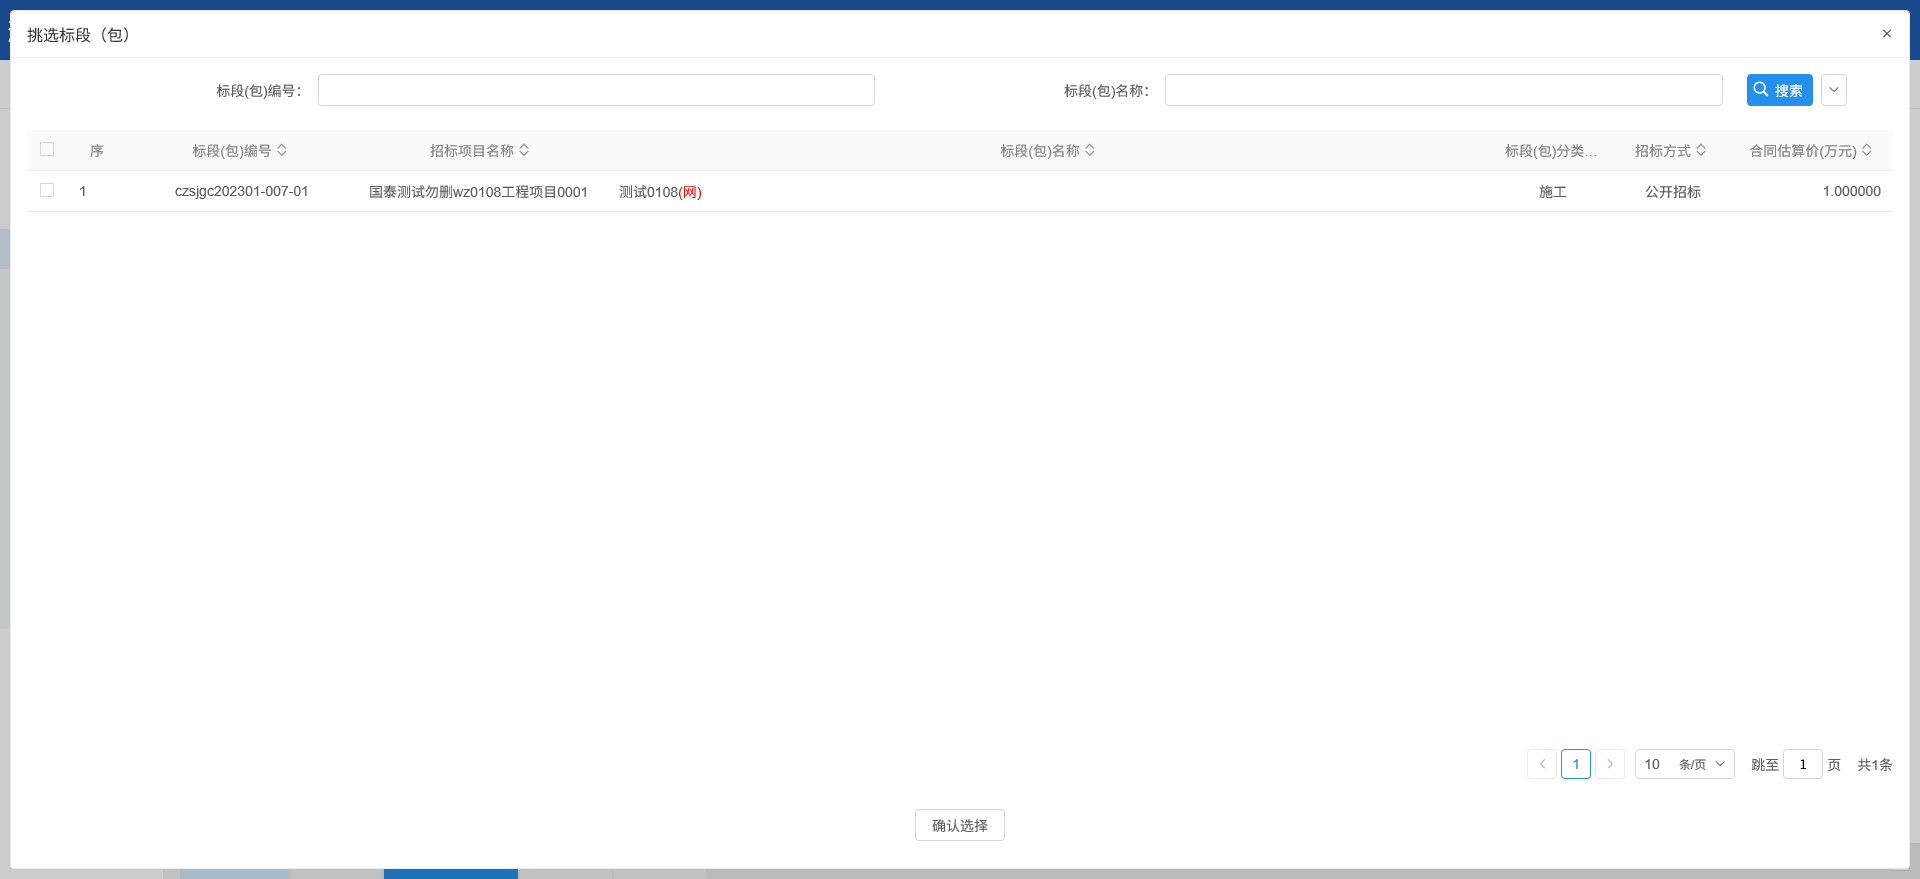 挑选标段（包）
标段(包)编号： 标段(包)名称： 搜索
序 标段(包)编号 招标项目名称 标段(包)名称 标段(包)分类... 招标方式 合同估算价(万元)
1 czsjgc202301-007-01 国泰测试勿删wz0108工程项目0001 测试0108(网) 施工 公开招标 1.000000
1 10 条/页 跳至 1 页 共1条
确认选择